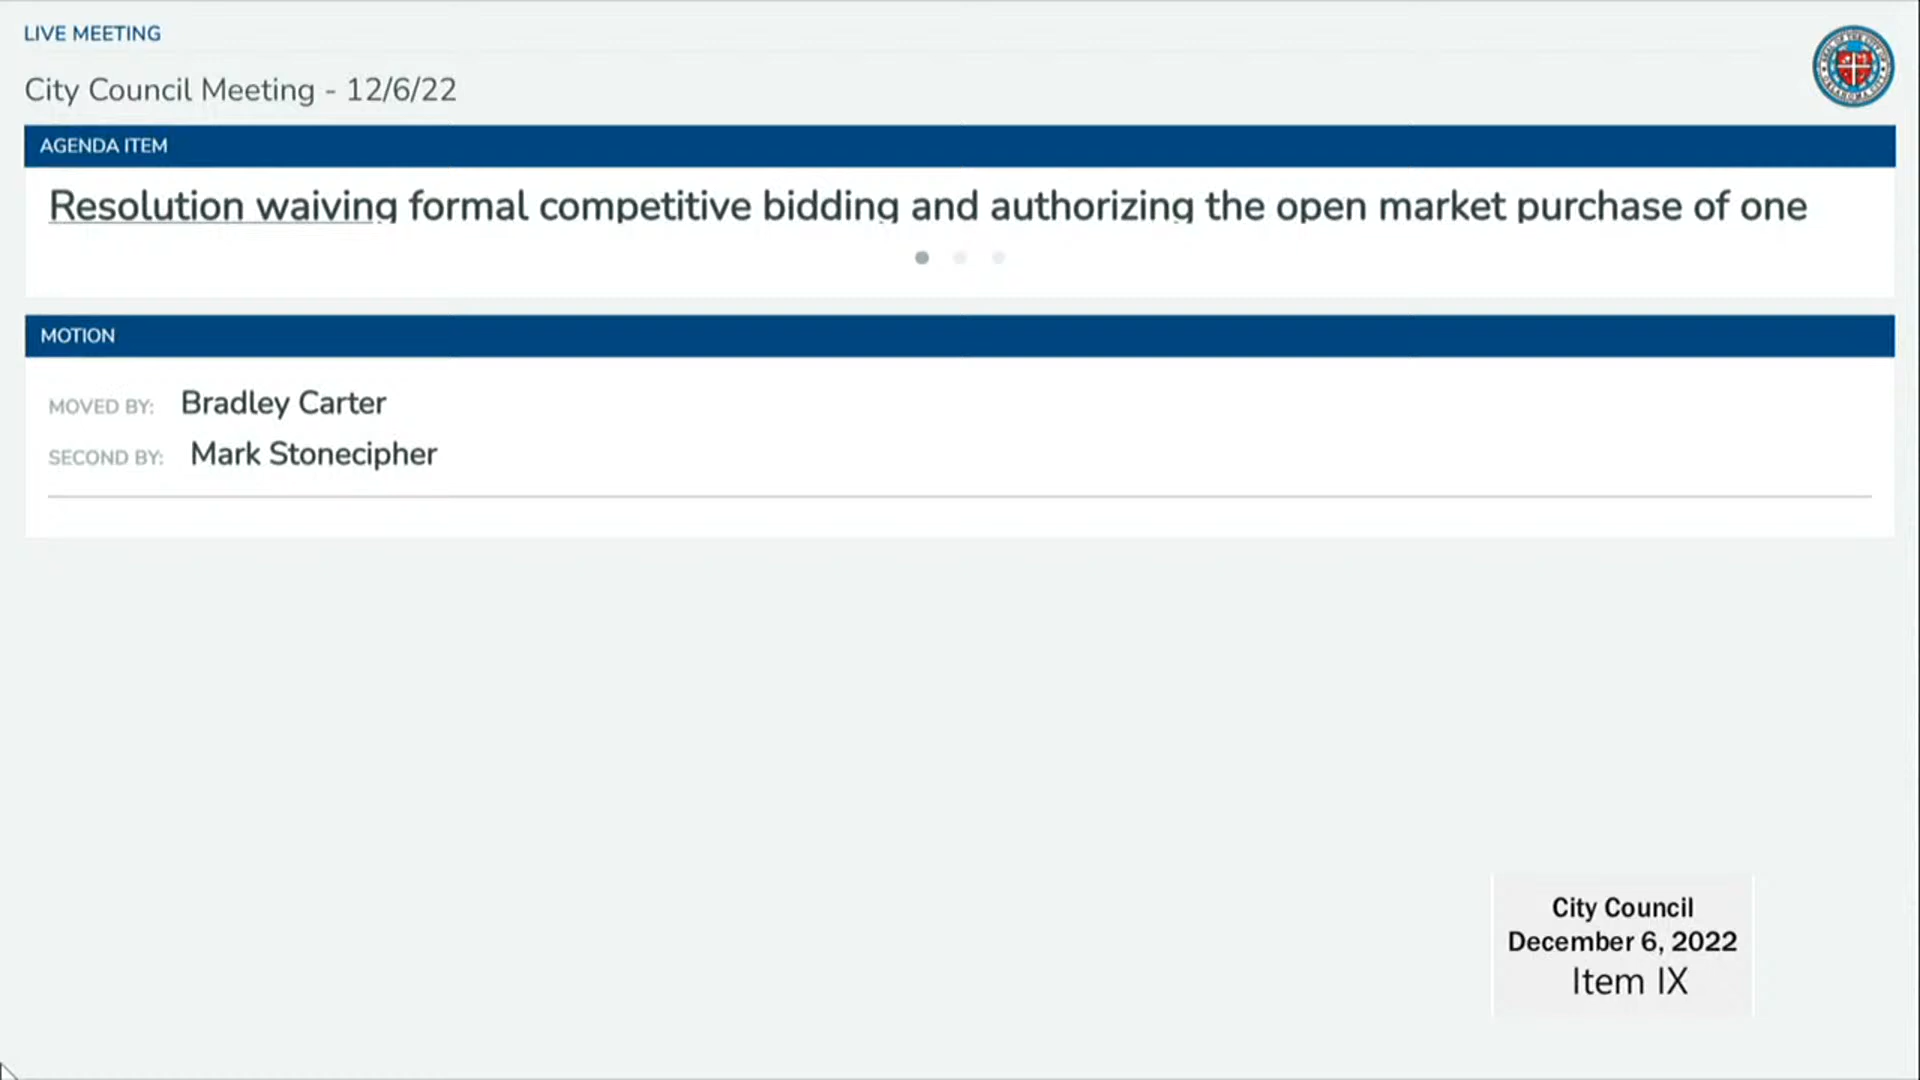 LIVE MEETING
City Council Meeting - 12/6/22
AGENDA ITEM
Resolution waiving formal competitive bidding and authorizing the open market purchase of one
MOTION
MOVED BY: Bradley Carter
SECOND BY: Mark Stonecipher
City Council
December 6, 2022
Item IX